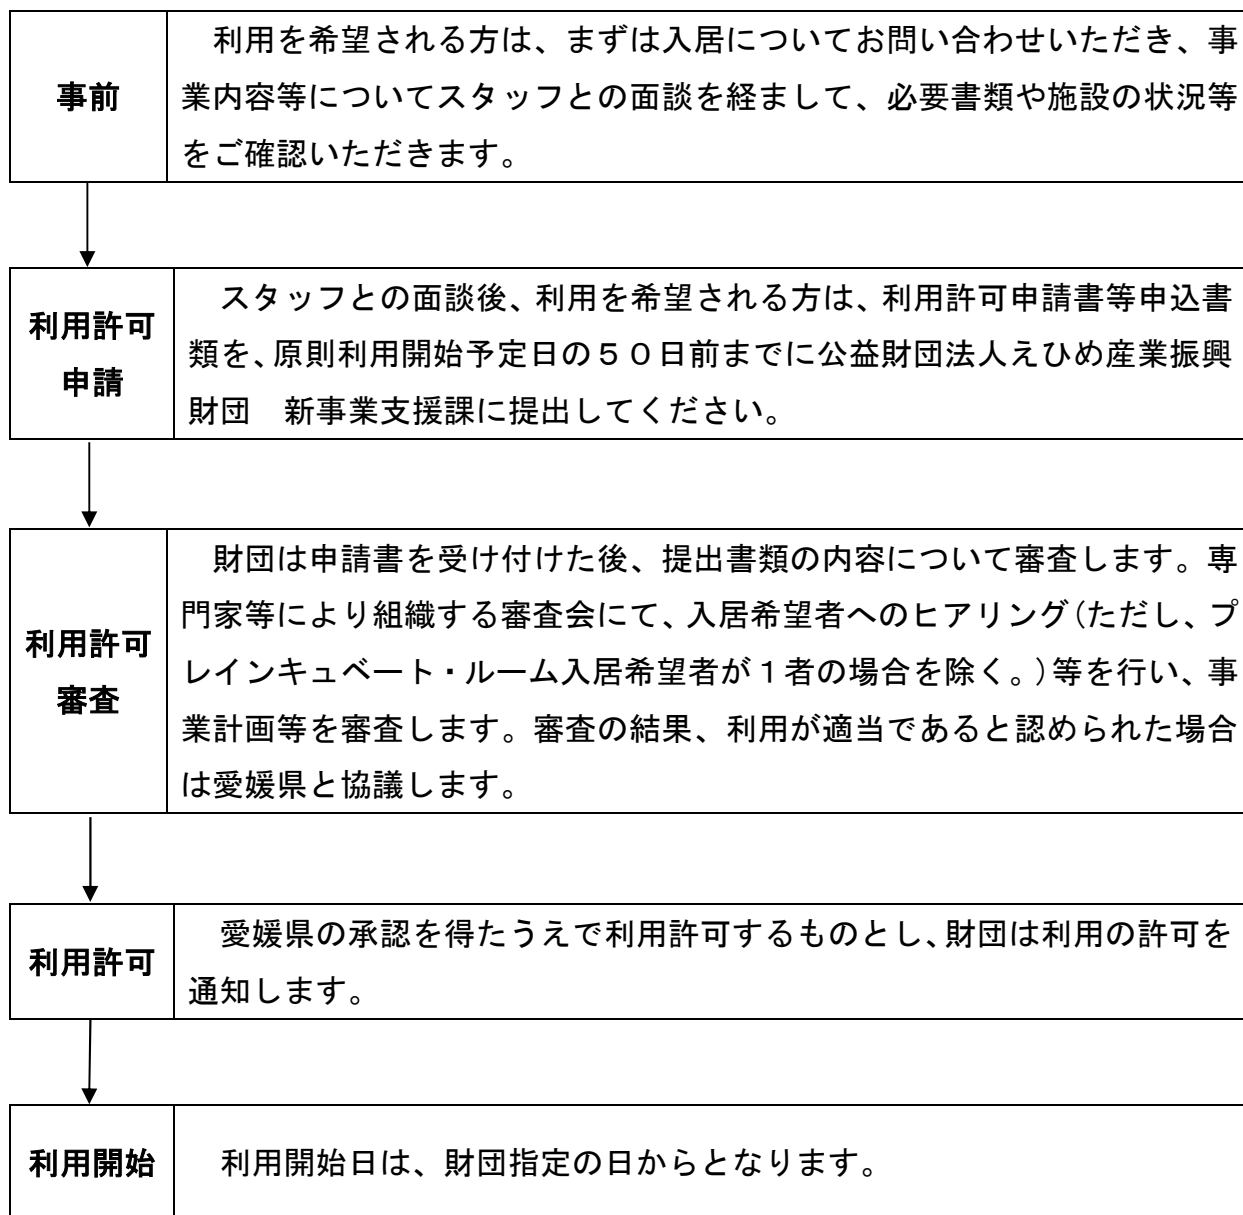 事前
利用を希望される方は、まずは入居についてお問い合わせいただき、事
業内容等についてスタッフとの面談を経まして、必要書類や施設の状況等
をご確認いただきます。
利用許可
申請
スタッフとの面談後、利用を希望される方は、利用許可申請書等申込書
類を、原則利用開始予定日の５０日前までに公益財団法人えひめ産業振興
財団　新事業支援課に提出してください。
利用許可
審査
財団は申請書を受け付けた後、提出書類の内容について審査します。専
門家等により組織する審査会にて、入居希望者へのヒアリング(ただし、プ
レインキュベート・ルーム入居希望者が１者の場合を除く。)等を行い、事
業計画等を審査します。審査の結果、利用が適当であると認められた場合
は愛媛県と協議します。
利用許可
愛媛県の承認を得たうえで利用許可するものとし、財団は利用の許可を
通知します。
利用開始
利用開始日は、財団指定の日からとなります。